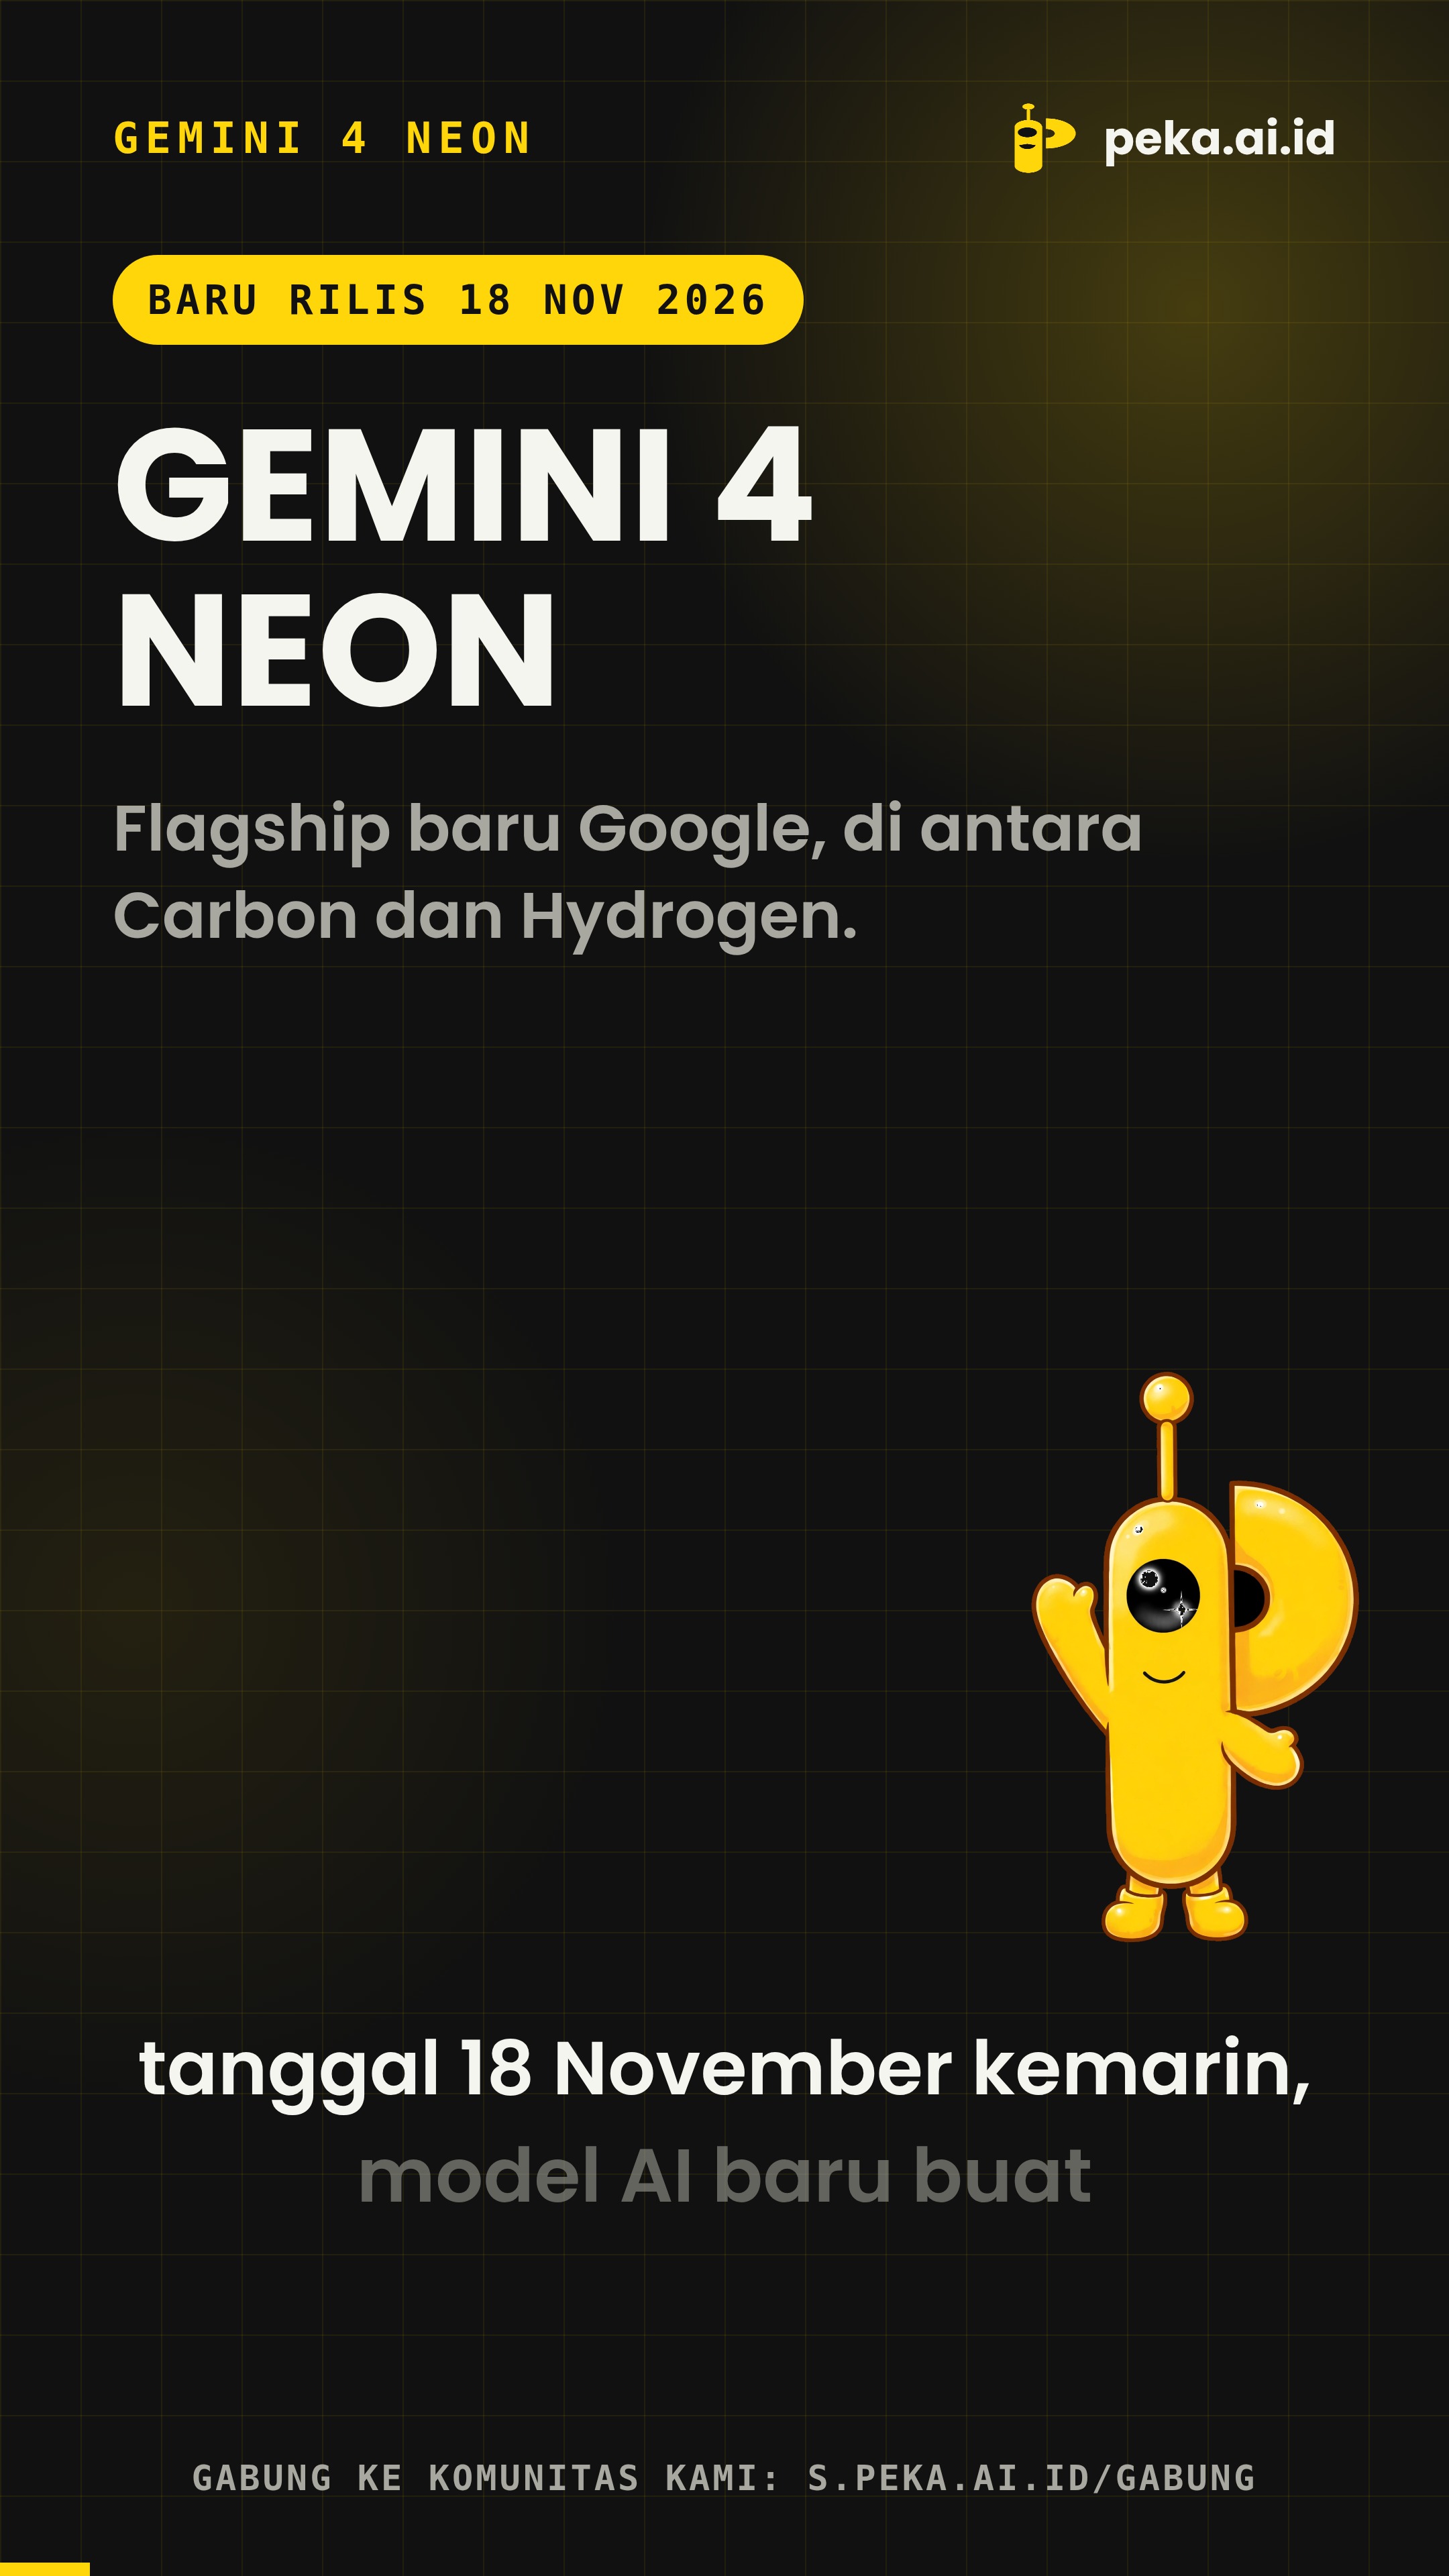 GEMINI 4 NEON
peka.ai.id
BARU RILIS 18 NOV 2026
GEMINI 4
NEON
Flagship baru Google, di antara
Carbon dan Hydrogen.
tanggal 18 November kemarin,
model AI baru buat
GABUNG KE KOMUNITAS KAMI: S.PEKA.AI.ID/GABUNG